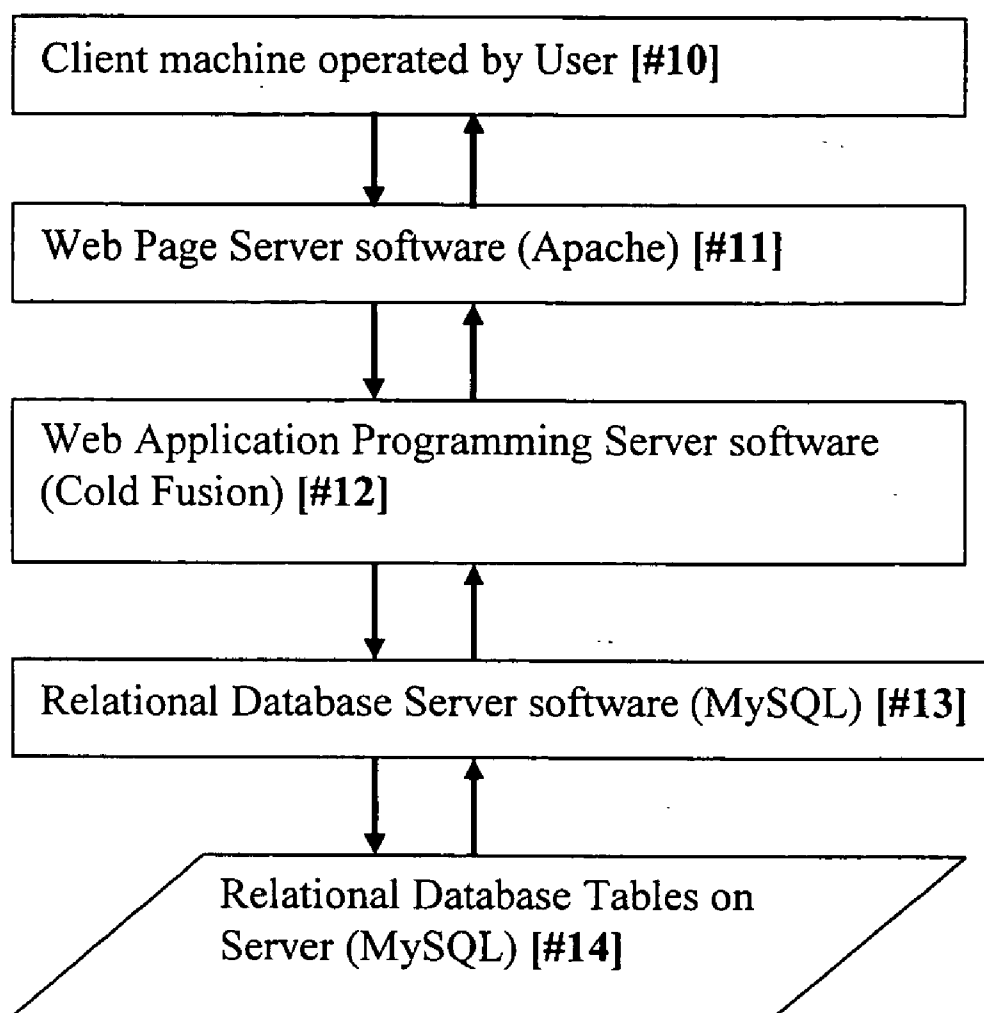 Client machine operated by User [#10]
Web Page Server software (Apache) [#11]
Web Application Programming Server software
(Cold Fusion) [#12]
Relational Database Server software (MySQL) [#13]
Relational Database Tables on
Server (MySQL) [#14]